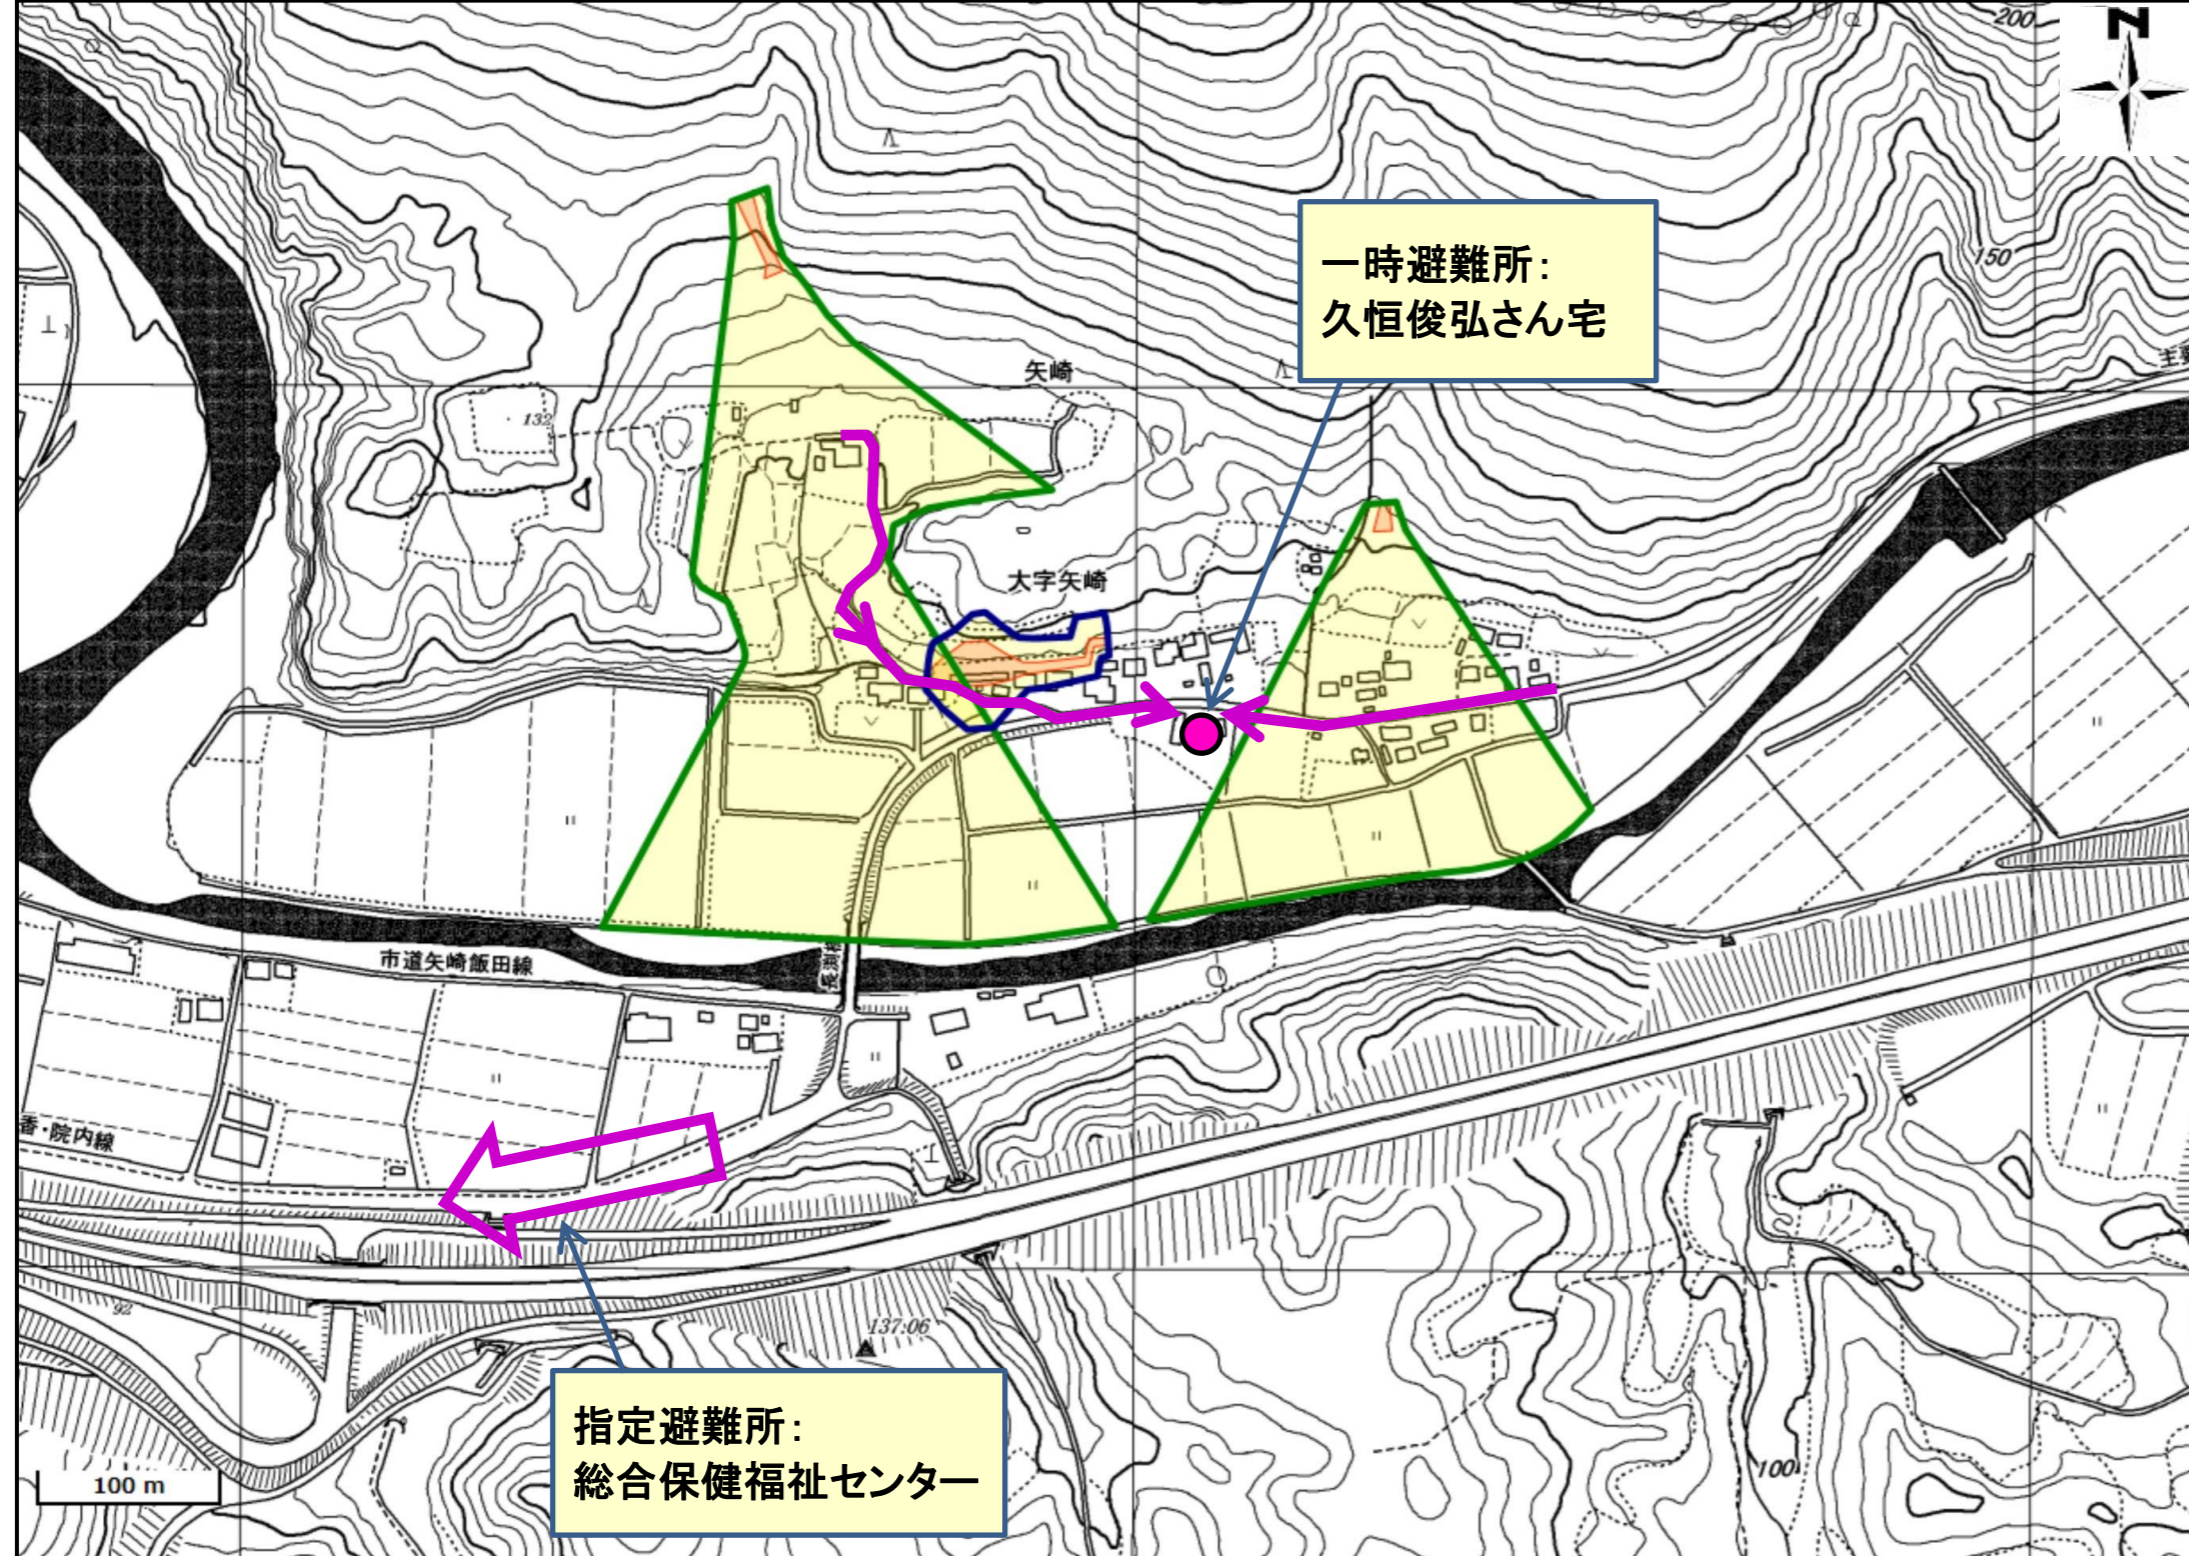 200
N
一時避難所：
久恒俊弘さん宅
150
主要
矢崎
132
大字矢崎
市道矢崎飯田線
香・院内線
92
137.06
指定避難所：
総合保健福祉センター
100 m
100